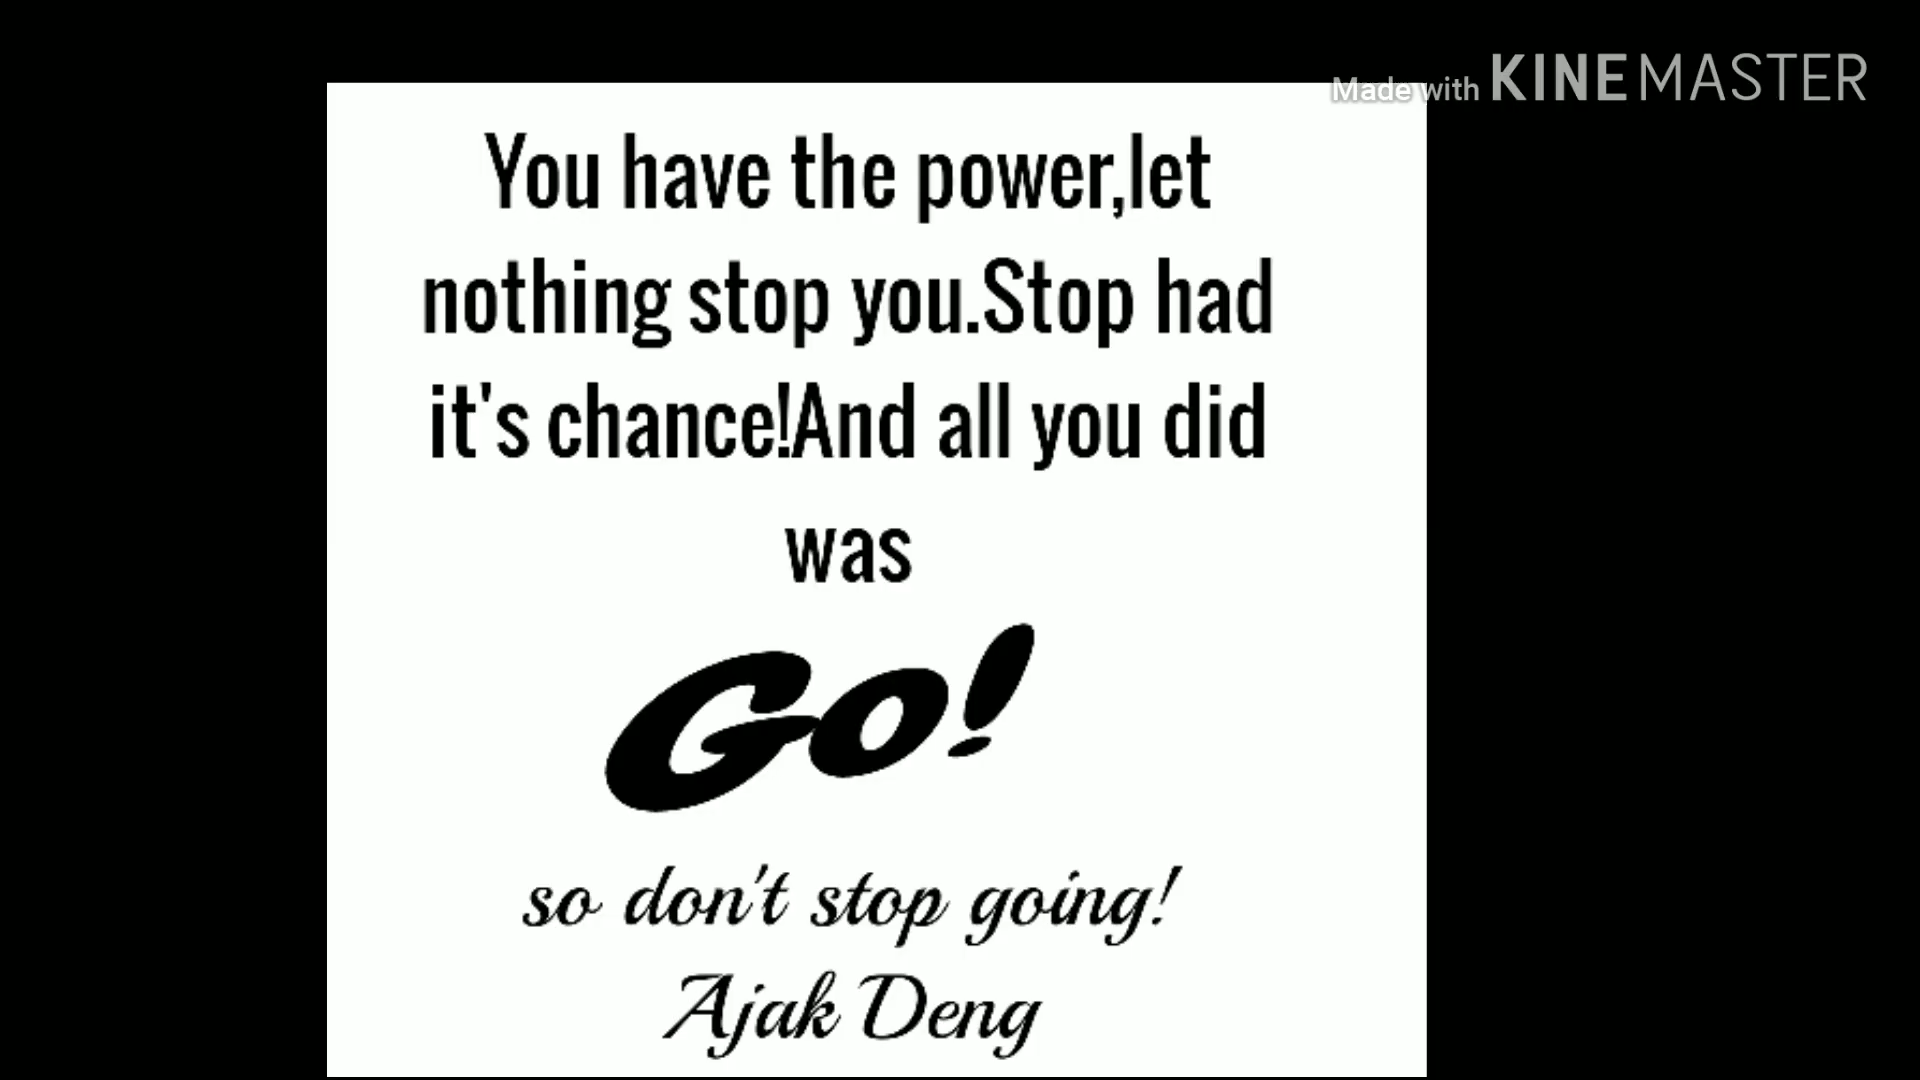 Made with KINEMASTER
You have the power,let
nothing stop you.Stop had
it's chance!And all you did
was
Go!
so don't stop going!
Ajak Deng